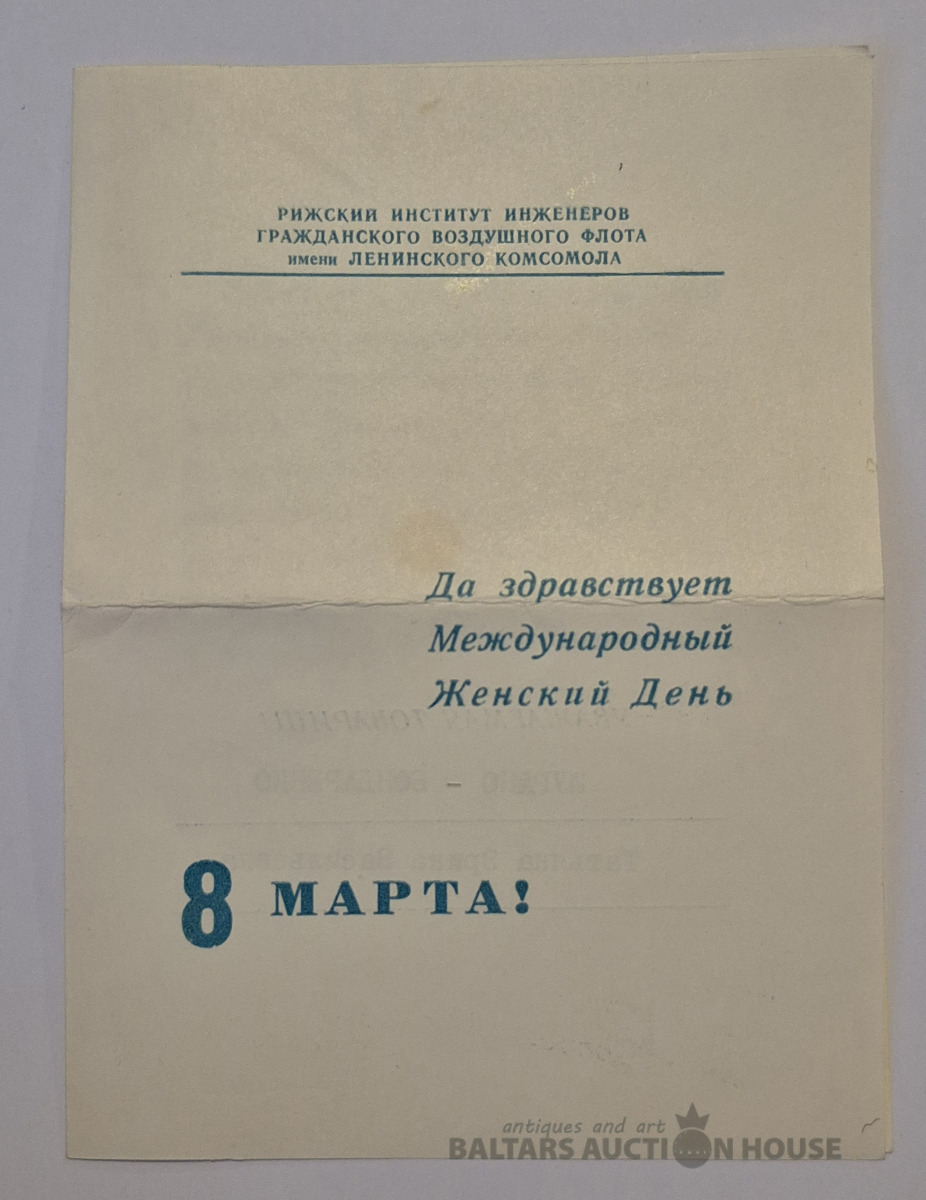 РИЖСКИЙ ИНСТИТУТ ИНЖЕНЕРОВ
ГРАЖДАНСКОГО ВОЗДУШНОГО ФЛОТА
имени ЛЕНИНСКОГО КОМСОМОЛА
Да здравствует
Международный
Женский День
–
8 МАРТА!
antiques and art
BALTARS AUCTION HOUSE